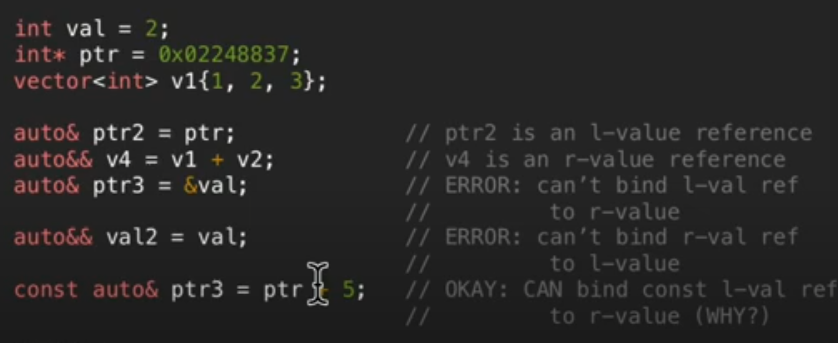 int val = 2;
int* ptr = 0x02248837;
vector<int> v1{1, 2, 3};
auto& ptr2 = ptr; // ptr2 is an l-value reference
auto&& v4 = v1 + v2; // v4 is an r-value reference
auto& ptr3 = &val; // ERROR: can't bind l-val ref
// to r-value
auto&& val2 = val; // ERROR: can't bind r-val ref
// to l-value
const auto& ptr3 = ptr 5; // OKAY: CAN bind const l-val ref
// to r-value (WHY?)